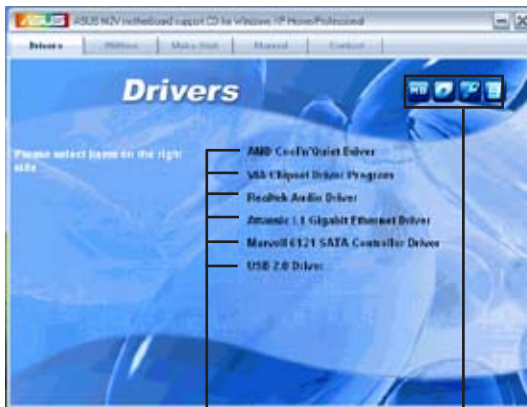 ASUS ASUS M2V motherboard support CD for Windows XP Home/Professional
Drivers Utilities Make Disk Manual Contact
Drivers
Please select items on the right
side
AMD Cool'n'Quiet Driver
VIA Chipset Driver Program
Realtek Audio Driver
Attansic L1 Gigabit Ethernet Driver
Marvell 6121 SATA Controller Driver
USB 2.0 Driver